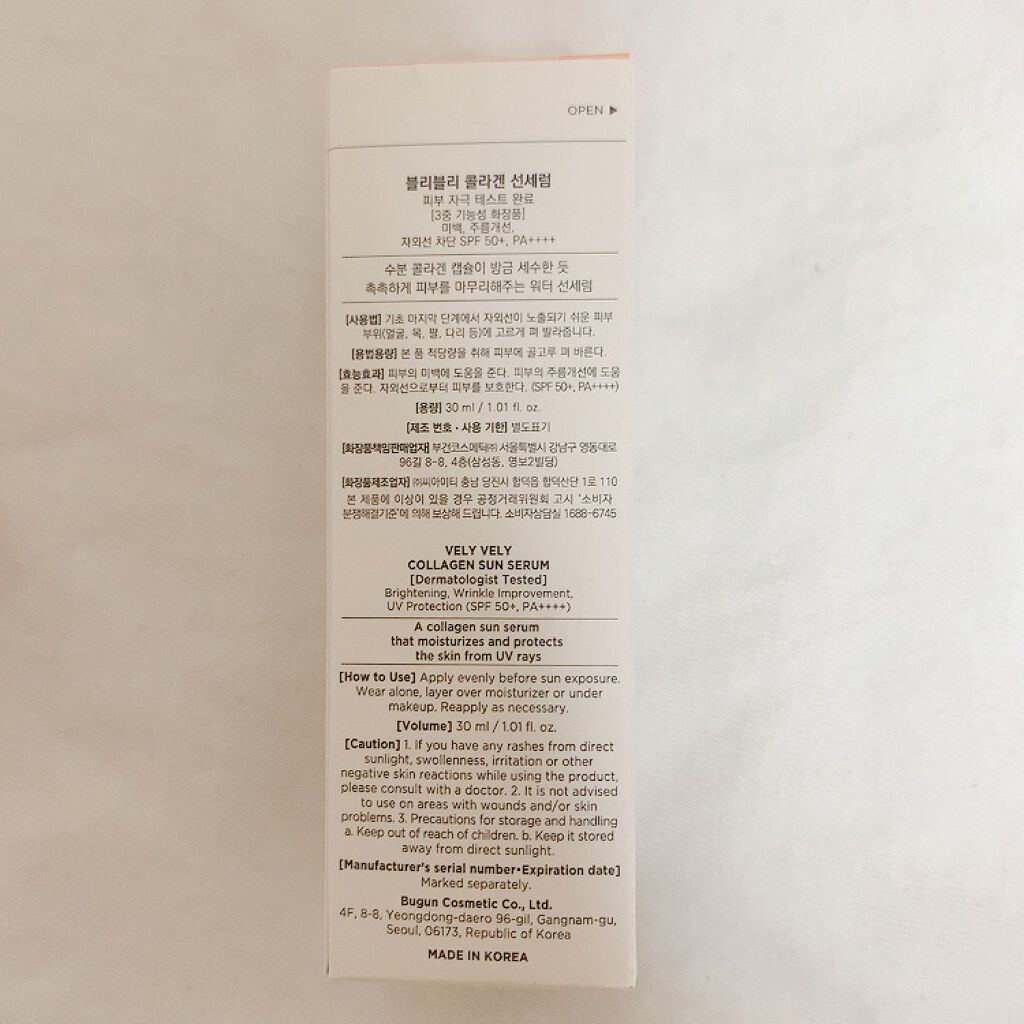 OPEN ▶
블리블리 콜라겐 선세럼
피부 자극 테스트 완료
[3중 기능성 화장품]
미백, 주름개선,
자외선 차단 SPF 50+, PA++++
수분 콜라겐 캡슐이 방금 세수한 듯
촉촉하게 피부를 마무리해주는 워터 선세럼
[사용법] 기초 마지막 단계에서 자외선이 노출되기 쉬운 피부
부위(얼굴, 목, 팔, 다리 등)에 고르게 펴 발라줍니다.
[용법용량] 본 품 적당량을 취해 피부에 골고루 펴 바른다.
[효능효과] 피부의 미백에 도움을 준다. 피부의 주름개선에 도움
을 준다. 자외선으로부터 피부를 보호한다. (SPF 50+, PA++++)
[용량] 30 ml / 1.01 fl. oz.
[제조 번호 · 사용 기한] 별도표기
[화장품책임판매업자] 부건코스메틱㈜ 서울특별시 강남구 영동대로
96길 8-8, 4층(삼성동, 영보2빌딩)
[화장품제조업자] ㈜씨아이티 충남 당진시 합덕읍 합덕산단 1로 110
본 제품에 이상이 있을 경우 공정거래위원회 고시 '소비자
분쟁해결기준'에 의해 보상해 드립니다. 소비자상담실 1688-6745
VELY VELY
COLLAGEN SUN SERUM
[Dermatologist Tested]
Brightening, Wrinkle Improvement,
UV Protection (SPF 50+, PA++++)
A collagen sun serum
that moisturizes and protects
the skin from UV rays
[How to Use] Apply evenly before sun exposure.
Wear alone, layer over moisturizer or under
makeup. Reapply as necessary.
[Volume] 30 ml / 1.01 fl. oz.
[Caution] 1. If you have any rashes from direct
sunlight, swollenness, irritation or other
negative skin reactions while using the product,
please consult with a doctor. 2. It is not advised
to use on areas with wounds and/or skin
problems. 3. Precautions for storage and handling
a. Keep out of reach of children. b. Keep it stored
away from direct sunlight.
[Manufacturer's serial number•Expiration date]
Marked separately.
Bugun Cosmetic Co., Ltd.
4F, 8-8, Yeongdong-daero 96-gil, Gangnam-gu,
Seoul, 06173, Republic of Korea
MADE IN KOREA